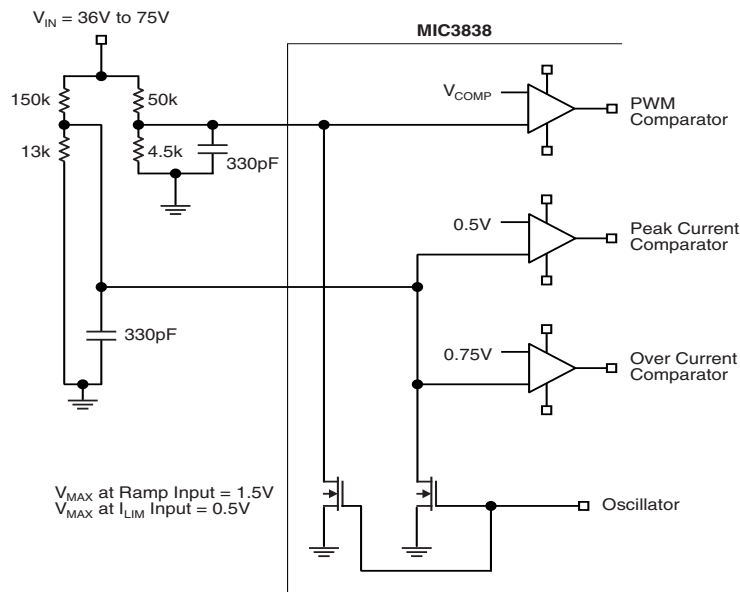 V_IN = 36V to 75V
MIC3838
150k
50k
V_COMP
PWM
Comparator
13k
4.5k
330pF
0.5V
Peak Current
Comparator
330pF
0.75V
Over Current
Comparator
V_MAX at Ramp Input = 1.5V
V_MAX at I_LIM Input = 0.5V
Oscillator